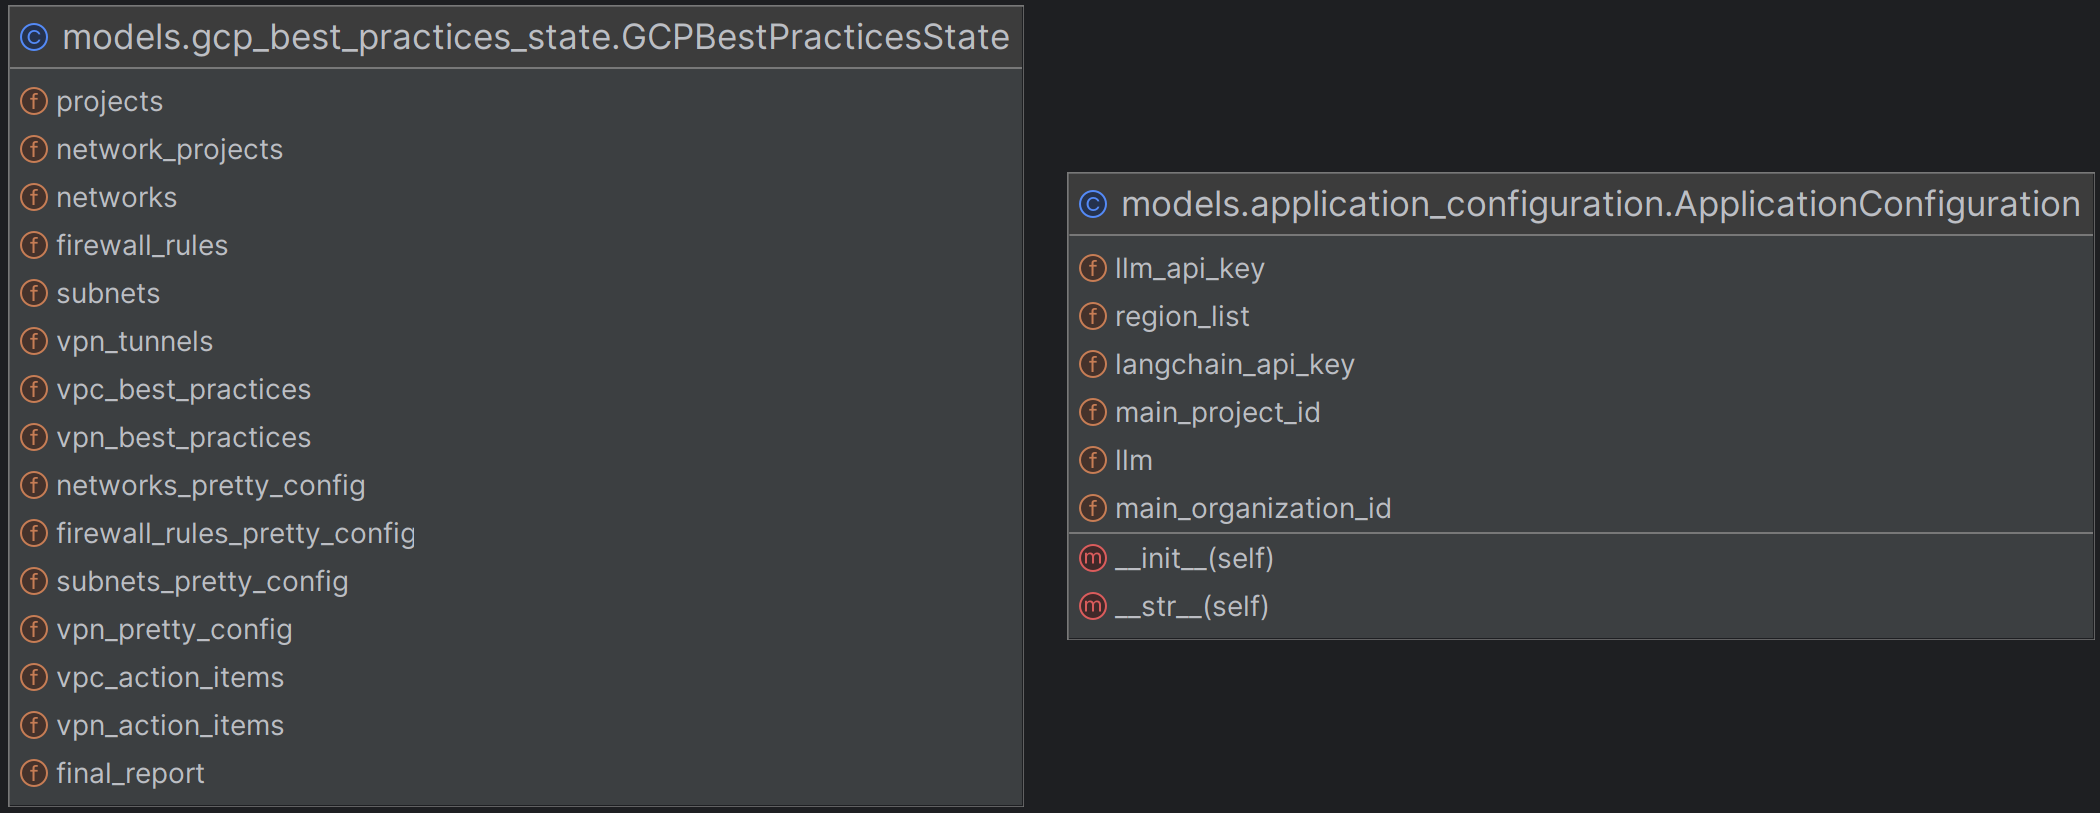 models.gcp_best_practices_state.GCPBestPracticesState
projects
network_projects
networks
firewall_rules
subnets
vpn_tunnels
vpc_best_practices
vpn_best_practices
networks_pretty_config
firewall_rules_pretty_config
subnets_pretty_config
vpn_pretty_config
vpc_action_items
vpn_action_items
final_report
models.application_configuration.ApplicationConfiguration
llm_api_key
region_list
langchain_api_key
main_project_id
llm
main_organization_id
__init__(self)
__str__(self)